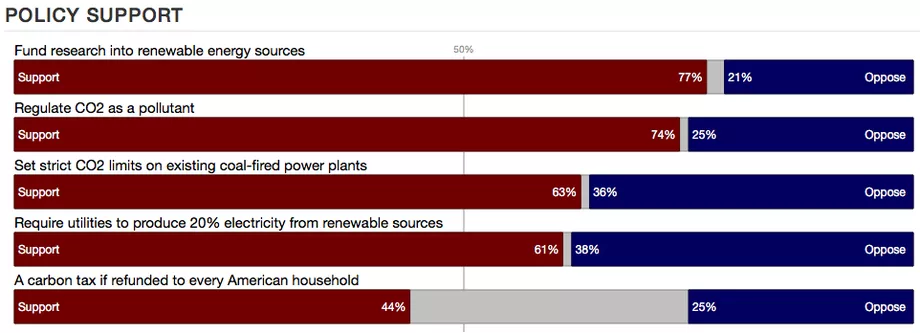 POLICY SUPPORT
Fund research into renewable energy sources
50%
Support 77% 21% Oppose
Regulate CO2 as a pollutant
Support 74% 25% Oppose
Set strict CO2 limits on existing coal-fired power plants
Support 63% 36% Oppose
Require utilities to produce 20% electricity from renewable sources
Support 61% 38% Oppose
A carbon tax if refunded to every American household
Support 44% 25% Oppose